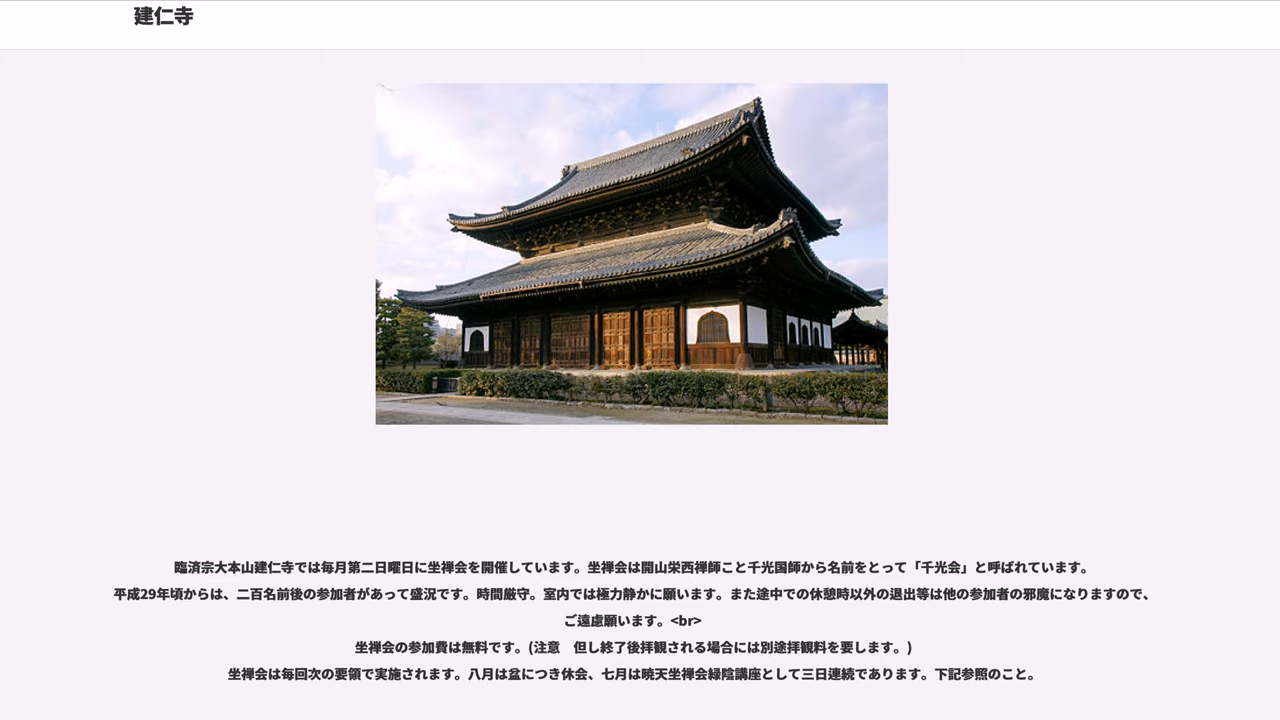 建仁寺
臨済宗大本山建仁寺では毎月第二日曜日に坐禅会を開催しています。坐禅会は開山栄西禅師こと千光国師から名前をとって「千光会」と呼ばれています。
平成29年頃からは、二百名前後の参加者があって盛況です。時間厳守。室内では極力静かに願います。また途中での休憩時以外の退出等は他の参加者の邪魔になりますので、
ご遠慮願います。<br>
坐禅会の参加費は無料です。(注意　但し終了後拝観される場合には別途拝観料を要します。)
坐禅会は毎回次の要領で実施されます。八月は盆につき休会、七月は暁天坐禅会緑陰講座として三日連続であります。下記参照のこと。